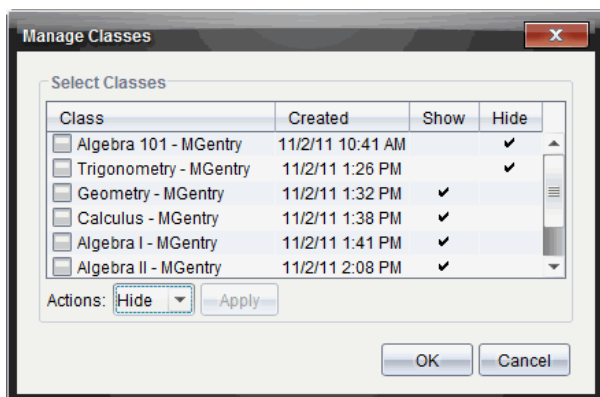 Manage Classes
Select Classes
Class Created Show Hide
Algebra 101 - MGentry 11/2/11 10:41 AM
Trigonometry - MGentry 11/2/11 1:26 PM
Geometry - MGentry 11/2/11 1:32 PM
Calculus - MGentry 11/2/11 1:38 PM
Algebra I - MGentry 11/2/11 1:41 PM
Algebra II - MGentry 11/2/11 2:08 PM
Actions: Hide Apply
OK Cancel